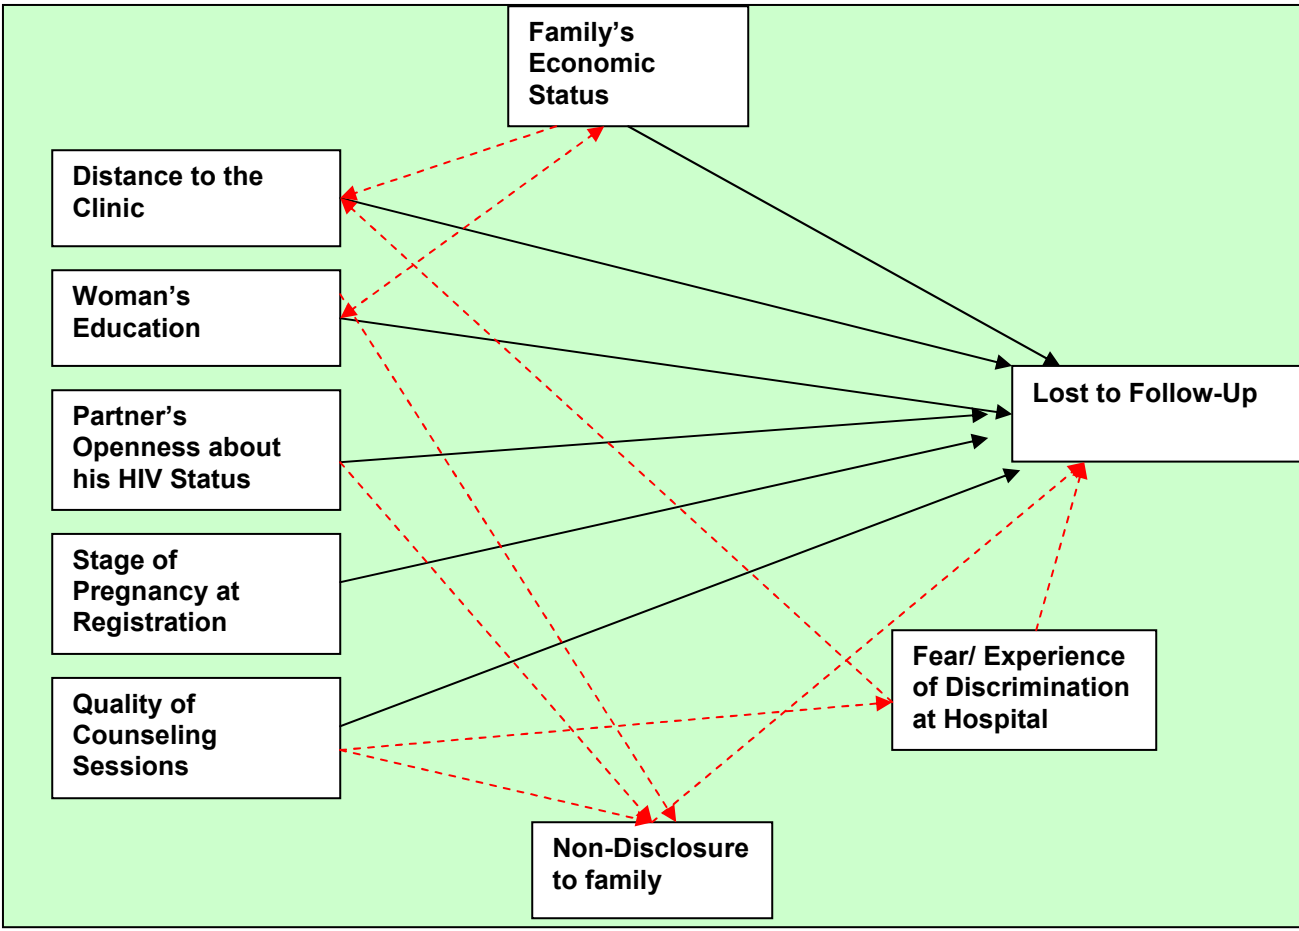 Family’s
Economic
Status
Distance to the
Clinic
Woman’s
Education
Partner’s
Openness about
his HIV Status
Stage of
Pregnancy at
Registration
Quality of
Counseling
Sessions
Lost to Follow-Up
Fear/ Experience
of Discrimination
at Hospital
Non-Disclosure
to family